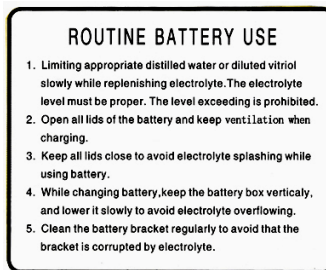 ROUTINE BATTERY USE
1. Limiting appropriate distilled water or diluted vitriol
slowly while replenishing electrolyte.The electrolyte
level must be proper. The level exceeding is prohibited.
2. Open all lids of the battery and keep ventilation when
charging.
3. Keep all lids close to avoid electrolyte splashing while
using battery.
4. While changing battery,keep the battery box verticaly,
and lower it slowly to avoid electrolyte overflowing.
5. Clean the battery bracket regularly to avoid that the
bracket is corrupted by electrolyte.